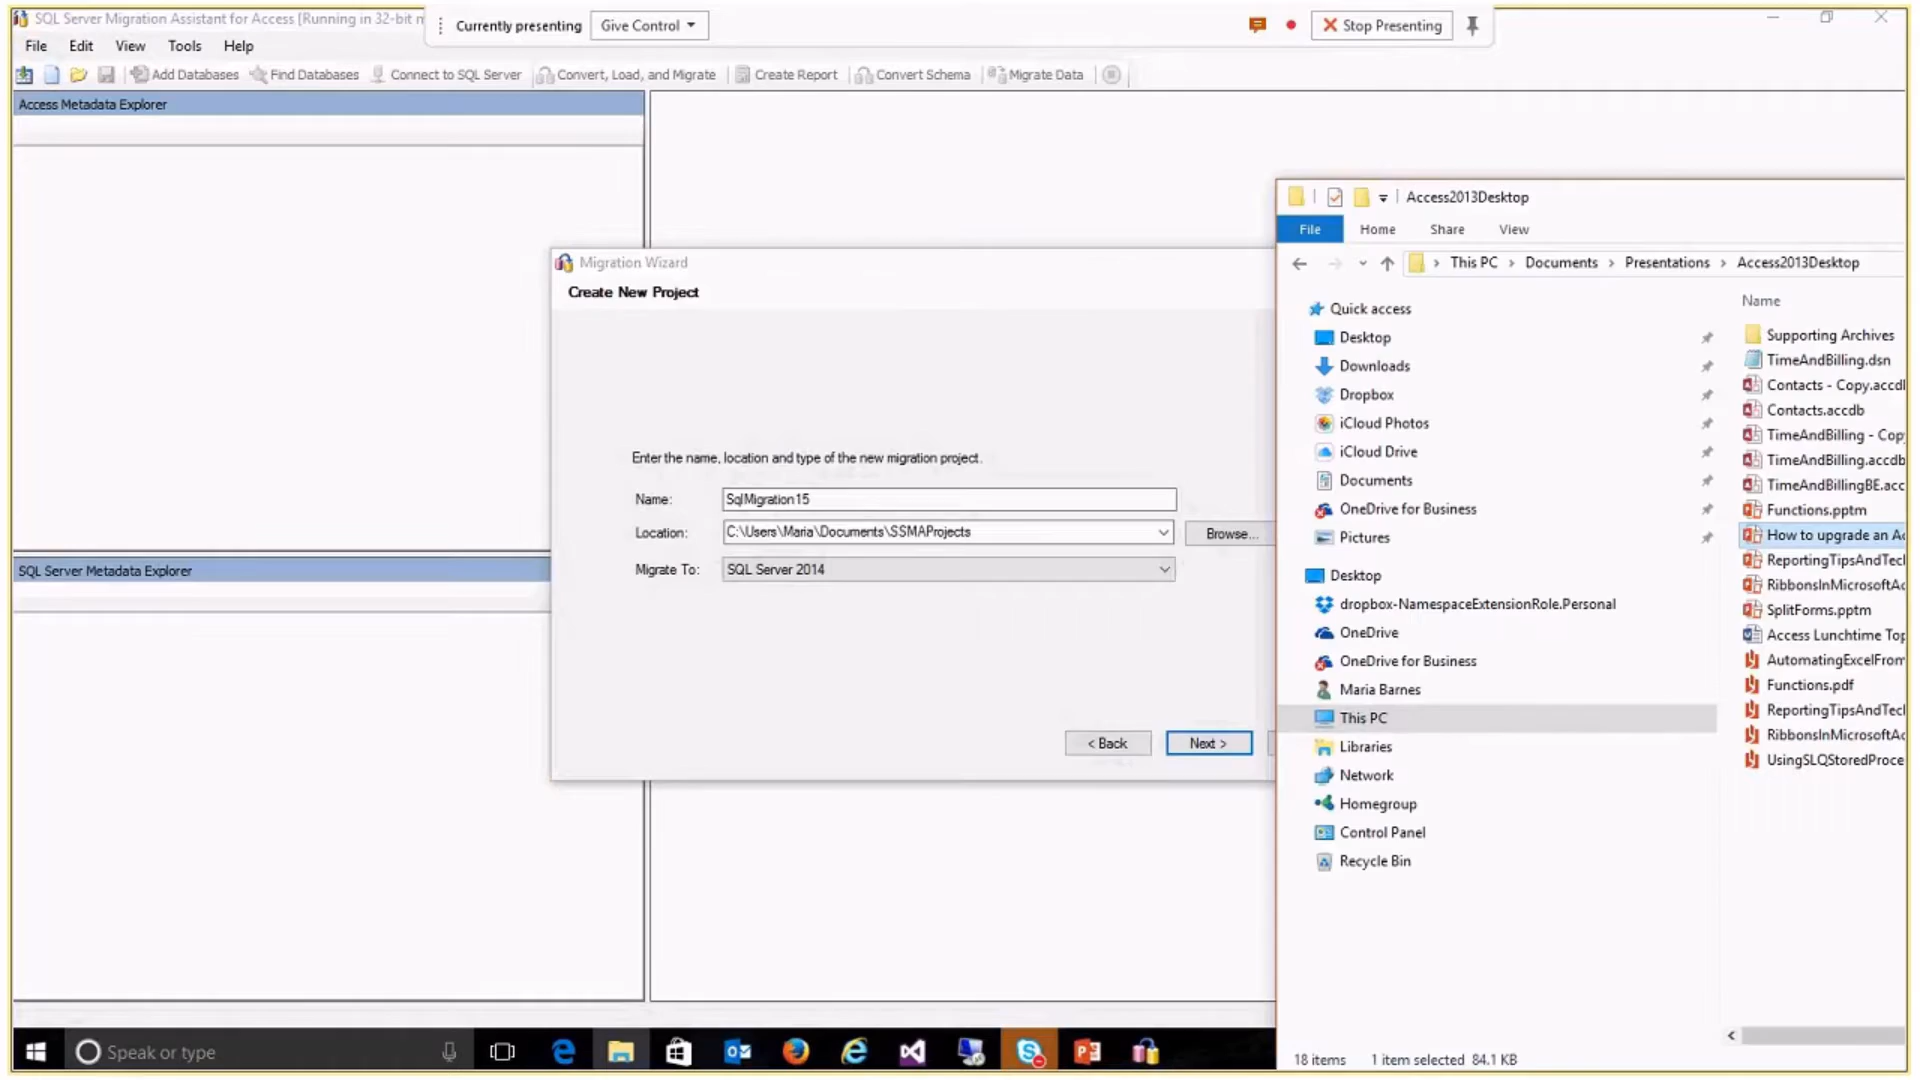 SQL Server Migration Assistant for Access [Running in 32-bit m
Currently presenting
Give Control
Stop Presenting
File Edit View Tools Help
Add Databases Find Databases Connect to SQL Server Convert, Load, and Migrate Create Report Convert Schema Migrate Data
Access Metadata Explorer
SQL Server Metadata Explorer
Migration Wizard
Create New Project
Enter the name, location and type of the new migration project.
Name: SqlMigration15
Location: C:\Users\Maria\Documents\SSMAProjects Browse...
Migrate To: SQL Server 2014
< Back Next >
Access2013Desktop
File Home Share View
This PC > Documents > Presentations > Access2013Desktop
Quick access
Desktop
Downloads
Dropbox
iCloud Photos
iCloud Drive
Documents
OneDrive for Business
Pictures
Desktop
dropbox-NamespaceExtensionRole.Personal
OneDrive
OneDrive for Business
Maria Barnes
This PC
Libraries
Network
Homegroup
Control Panel
Recycle Bin
Name
Supporting Archives
TimeAndBilling.dsn
Contacts - Copy.accdb
Contacts.accdb
TimeAndBilling - Copy
TimeAndBilling.accdb
TimeAndBillingBE.acc
Functions.pptm
How to upgrade an Ac
ReportingTipsAndTecl
RibbonsInMicrosoftAc
SplitForms.pptm
Access Lunchtime Top
AutomatingExcelFrom
Functions.pdf
ReportingTipsAndTecl
RibbonsInMicrosoftAc
UsingSLQStoredProce
18 items 1 item selected 84.1 KB
Speak or type